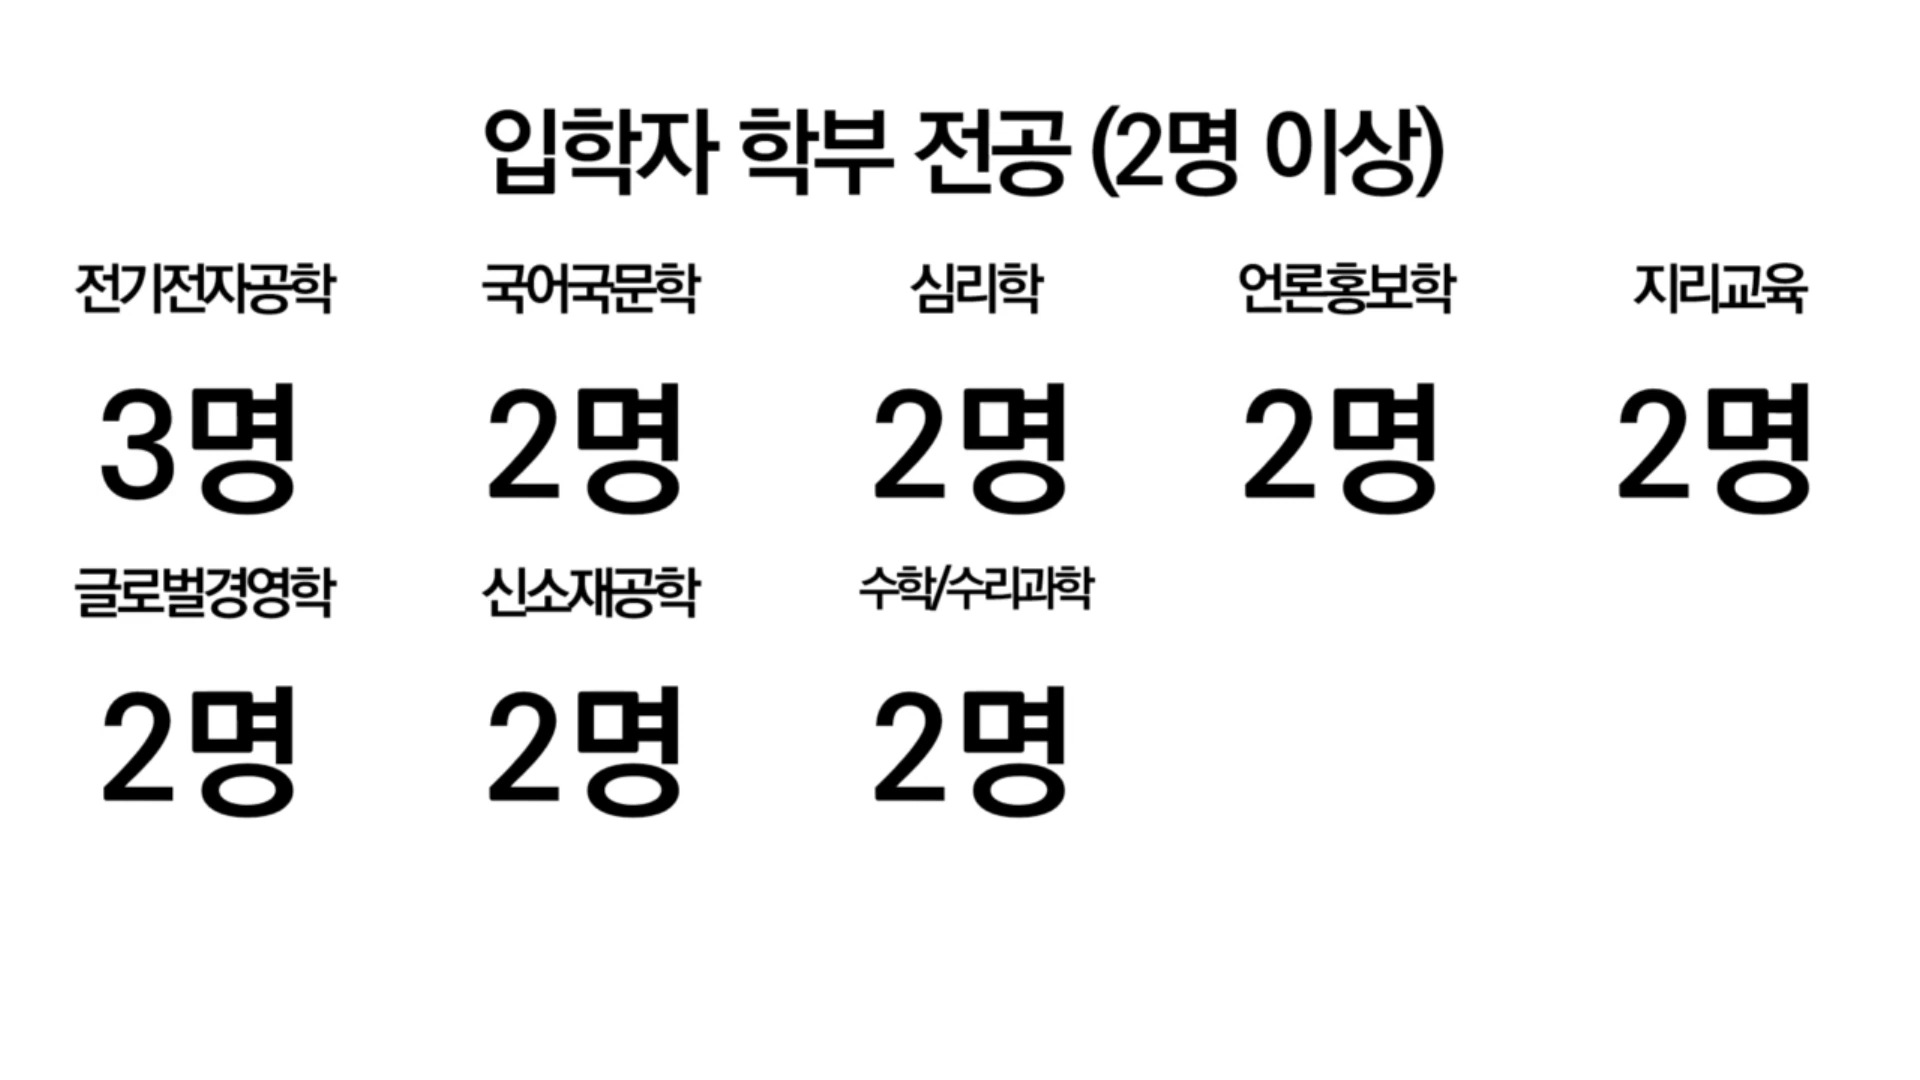 입학자 학부 전공 (2명 이상)
전기전자공학 국어국문학 심리학 언론홍보학 지리교육
3명 2명 2명 2명 2명
글로벌경영학 신소재공학 수학/수리과학
2명 2명 2명